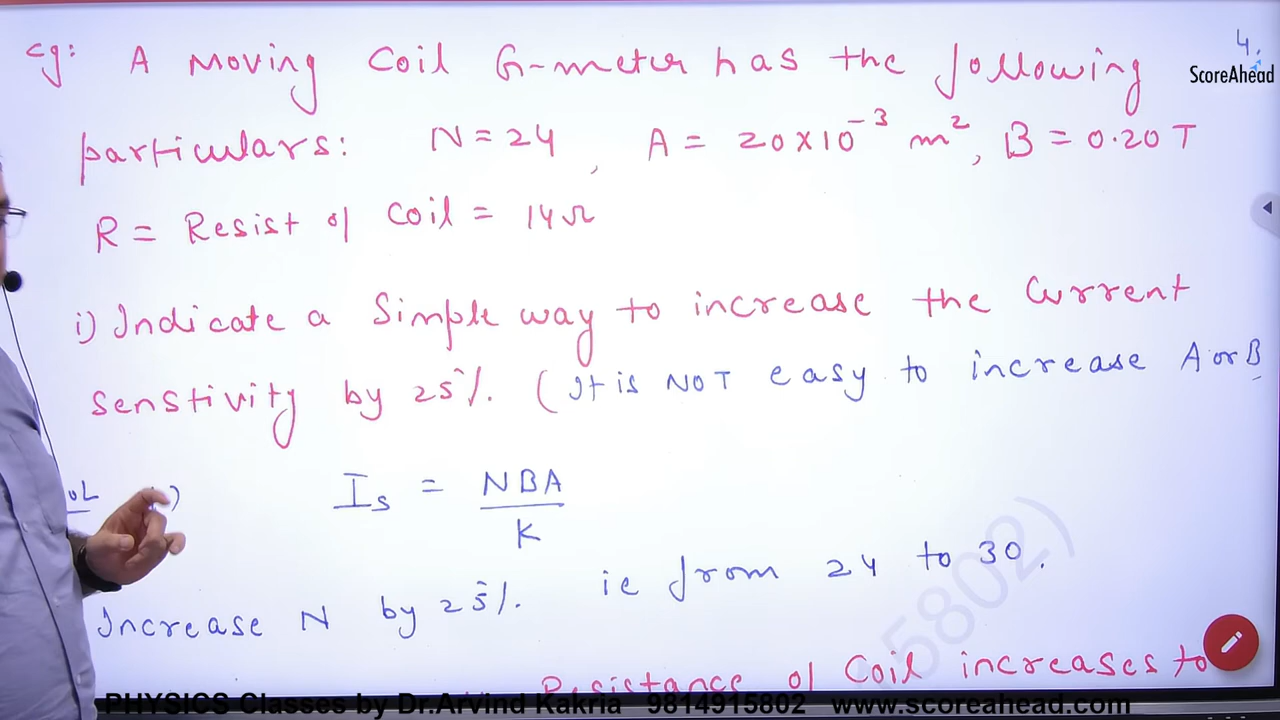 4.
ScoreAhead
eg: A Moving Coil G-meter has the following
particulars: N = 24, A = 20 x 10⁻³ m², B = 0.20 T
R = Resist of Coil = 14 Ω
i) Indicate a Simple way to increase the Current
senstivity by 25%. (It is NOT easy to increase A or B
i)
I_s = NBA / K
Increase N by 25%. ie from 24 to 30.
Resistance of Coil increases to
5802)
PHYSICS Classes by Dr.Arvind Kakria 9814915802 www.scoreahead.com